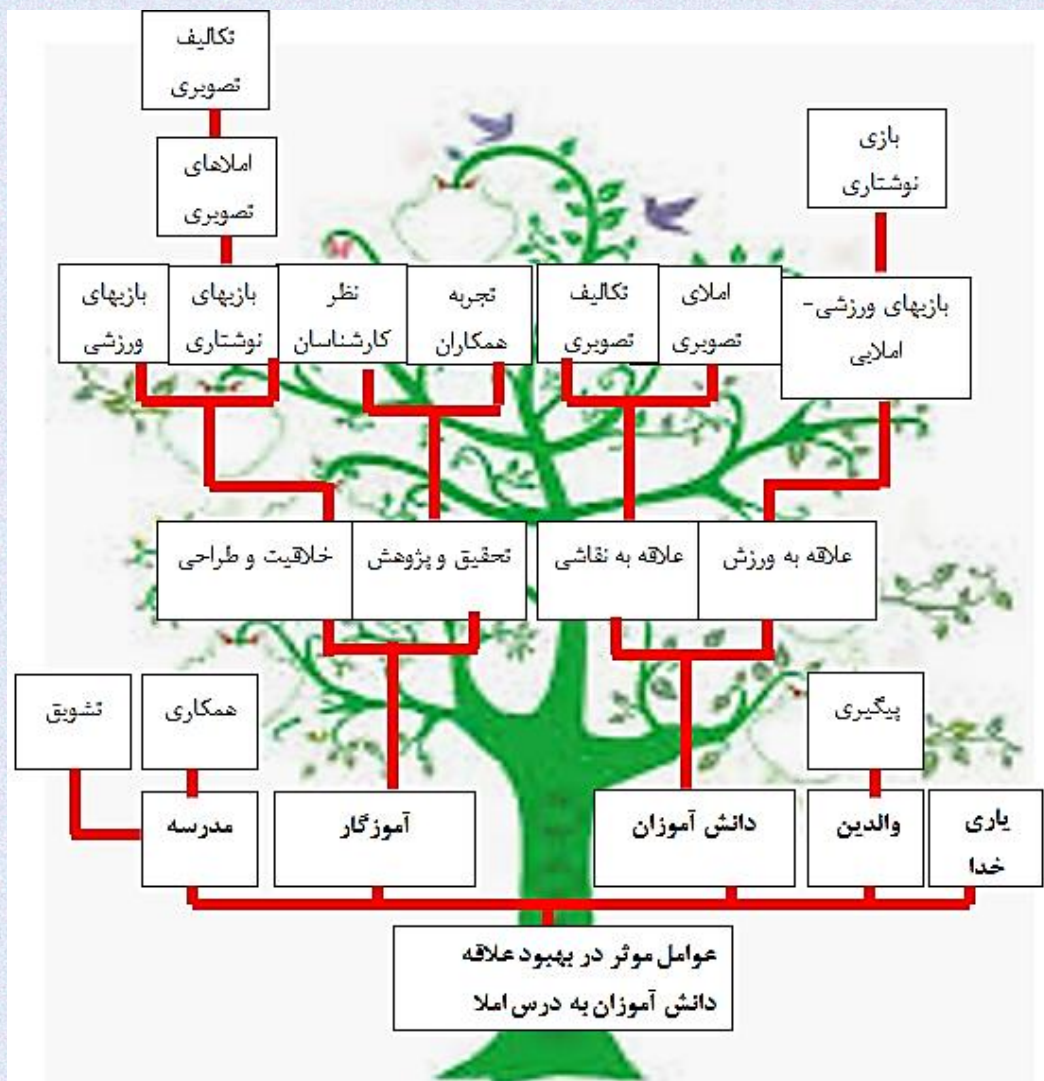 تکالیف
تصویری
املاهای
تصویری
بازی
نوشتاری
بازیهای ورزشی-
املایی
املای
تصویری
تکالیف
تصویری
تجربه
همکاران
نظر
کارشناسان
بازیهای
نوشتاری
بازیهای
ورزشی
علاقه به ورزش
علاقه به نقاشی
تحقیق و پژوهش
خلاقیت و طراحی
پیگیری
همکاری
تشویق
یاری
خدا
والدین
دانش آموزان
آموزگار
مدرسه
عوامل موثر در بهبود علاقه
دانش آموزان به درس املا